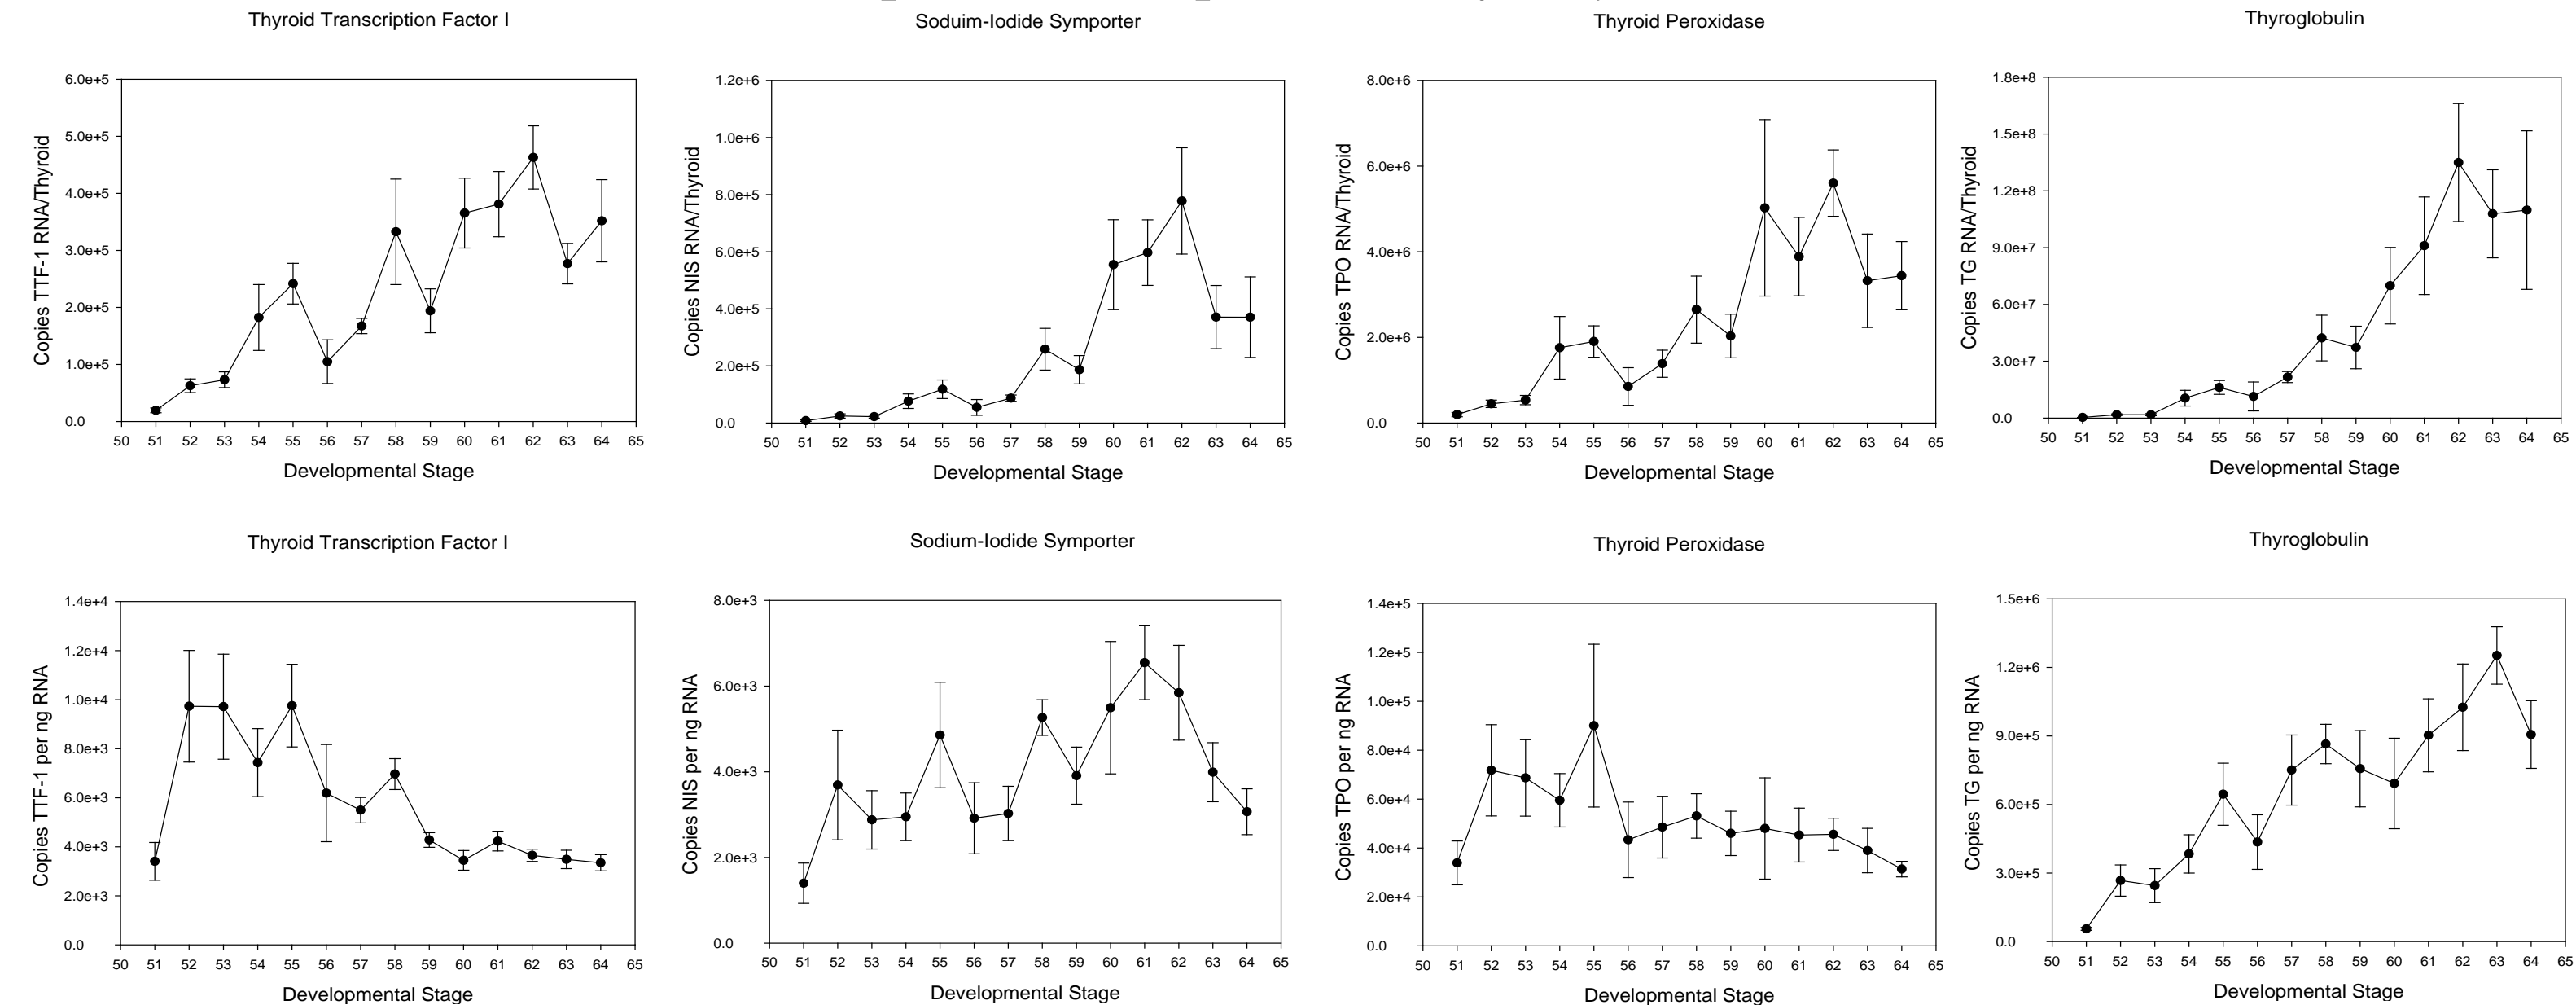 Thyroid Transcription Factor I
Soduim-Iodide Symporter
Thyroid Peroxidase
Thyroglobulin
Copies TTF-1 RNA/Thyroid
6.0e+5
5.0e+5
4.0e+5
3.0e+5
2.0e+5
1.0e+5
0.0
50 51 52 53 54 55 56 57 58 59 60 61 62 63 64 65
Developmental Stage
Copies NIS RNA/Thyroid
1.2e+6
1.0e+6
8.0e+5
6.0e+5
4.0e+5
2.0e+5
0.0
50 51 52 53 54 55 56 57 58 59 60 61 62 63 64 65
Developmental Stage
Copies TPO RNA/Thyroid
8.0e+6
6.0e+6
4.0e+6
2.0e+6
0.0
50 51 52 53 54 55 56 57 58 59 60 61 62 63 64 65
Developmental Stage
Copies TG RNA/Thyroid
1.8e+8
1.5e+8
1.2e+8
9.0e+7
6.0e+7
3.0e+7
0.0
50 51 52 53 54 55 56 57 58 59 60 61 62 63 64 65
Developmental Stage
Thyroid Transcription Factor I
Sodium-Iodide Symporter
Thyroid Peroxidase
Thyroglobulin
Copies TTF-1 per ng RNA
1.4e+4
1.2e+4
1.0e+4
8.0e+3
6.0e+3
4.0e+3
2.0e+3
0.0
50 51 52 53 54 55 56 57 58 59 60 61 62 63 64 65
Developmental Stage
Copies NIS per ng RNA
8.0e+3
6.0e+3
4.0e+3
2.0e+3
0.0
50 51 52 53 54 55 56 57 58 59 60 61 62 63 64 65
Developmental Stage
Copies TPO per ng RNA
1.4e+5
1.2e+5
1.0e+5
8.0e+4
6.0e+4
4.0e+4
2.0e+4
0.0
50 51 52 53 54 55 56 57 58 59 60 61 62 63 64 65
Developmental Stage
Copies TG per ng RNA
1.5e+6
1.2e+6
9.0e+5
6.0e+5
3.0e+5
0.0
50 51 52 53 54 55 56 57 58 59 60 61 62 63 64 65
Developmental Stage